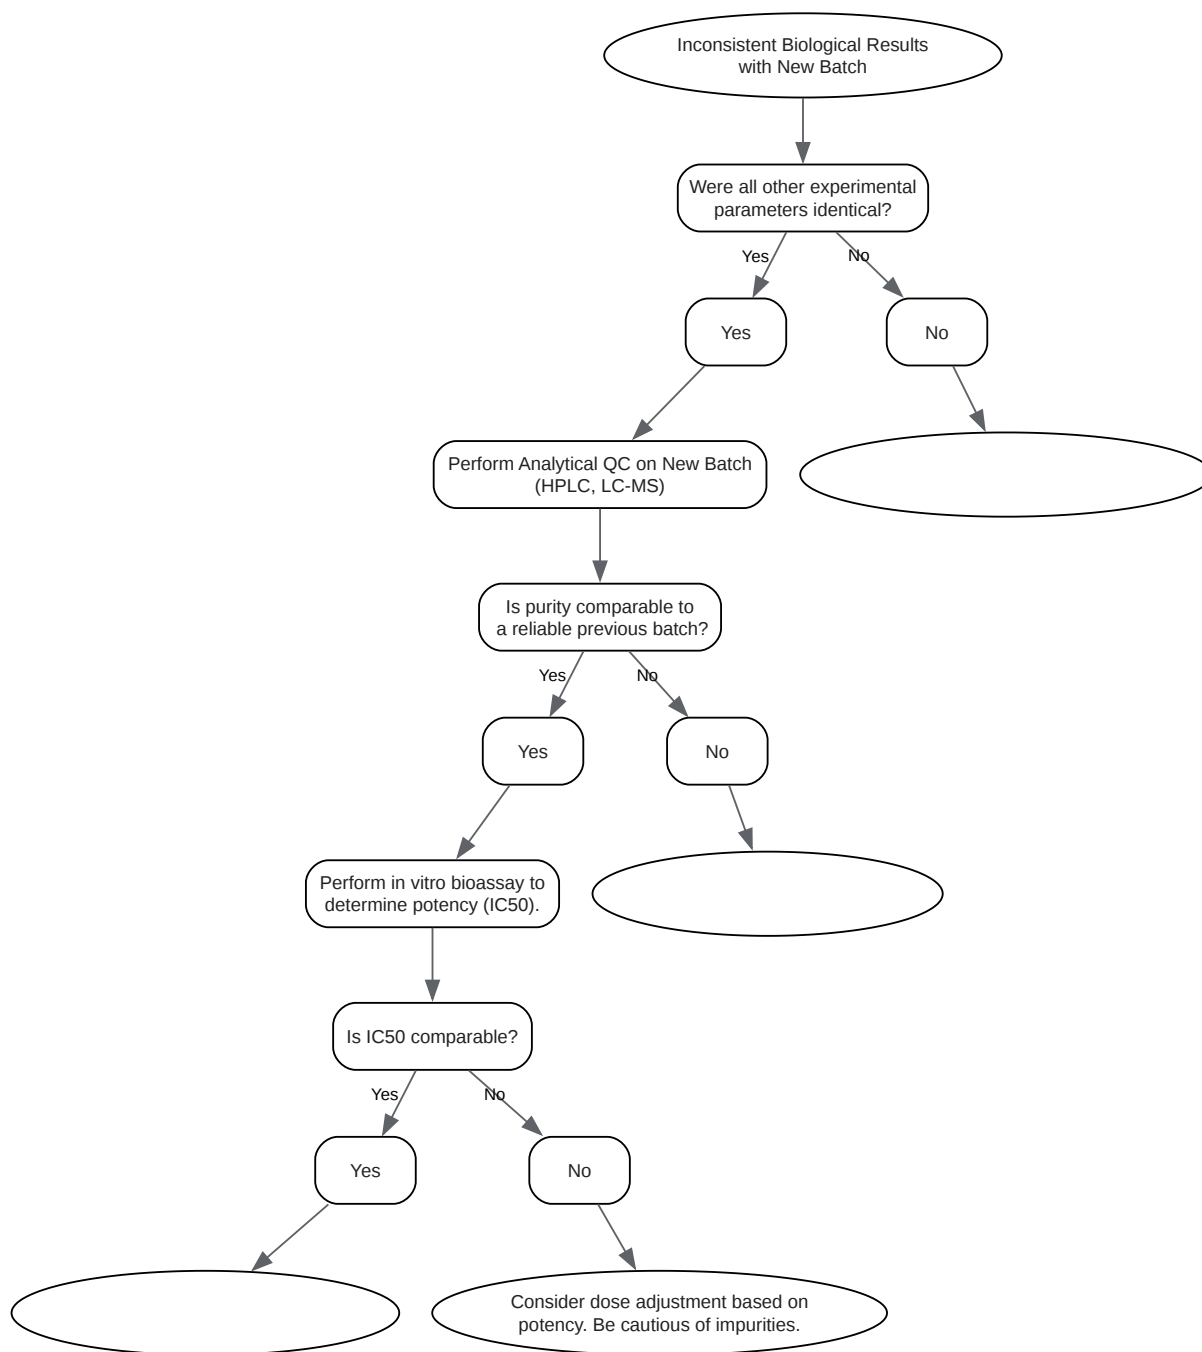 Inconsistent Biological Results
with New Batch
Were all other experimental
parameters identical?
Yes
No
Yes
No
Perform Analytical QC on New Batch
(HPLC, LC-MS)
Is purity comparable to
a reliable previous batch?
Yes
No
Yes
No
Perform in vitro bioassay to
determine potency (IC50).
Is IC50 comparable?
Yes
No
Yes
No
Consider dose adjustment based on
potency. Be cautious of impurities.